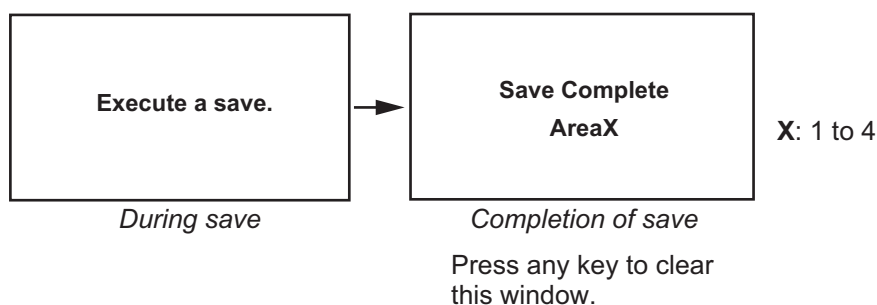 Execute a save.
Save Complete
AreaX
X: 1 to 4
During save
Completion of save
Press any key to clear
this window.